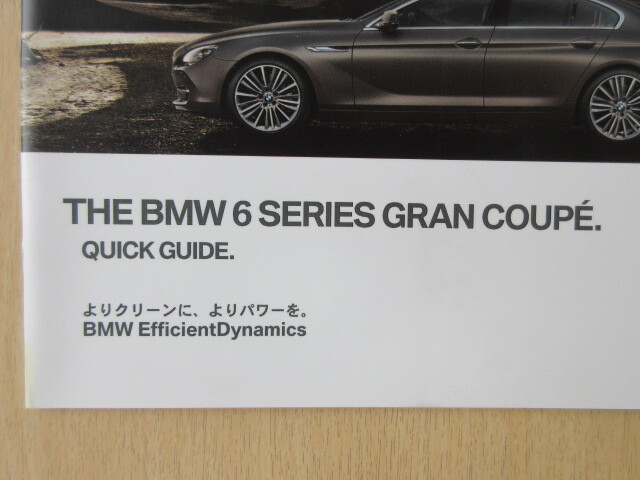 THE BMW 6 SERIES GRAN COUPÉ.
QUICK GUIDE.
よりクリーンに、よりパワーを。
BMW EfficientDynamics